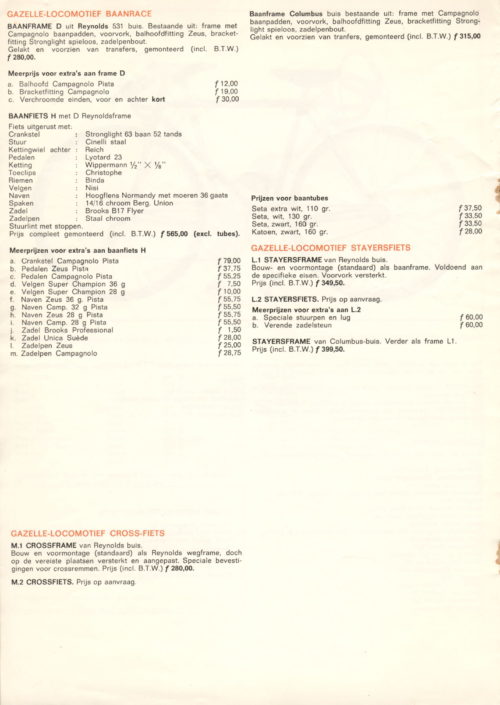 GAZELLE-LOCOMOTIEF BAANRACE
BAANFRAME D uit Reynolds 531 buis. Bestaande uit: frame met
Campagnolo baanpadden, voorvork, balhoofdfitting Zeus, bracket-
fitting Stronglight spieloos, zadelpenbout.
Gelakt en voorzien van transfers, gemonteerd (incl. B.T.W.)
ƒ 280,00.
Meerprijs voor extra's aan frame D
a. Balhoofd Campagnolo Pista ƒ 12,00
b. Bracketfitting Campagnolo ƒ 19,00
c. Verchroomde einden, voor en achter kort ƒ 30,00
BAANFIETS H met D Reynoldsframe
Fiets uitgerust met.
Crankstel : Stronglight 63 baan 52 tands
Stuur : Cinelli staal
Kettingwiel achter : Reich
Pedalen : Lyotard 23
Ketting : Wippermann ½" X ⅛"
Toeclips : Christophe
Riemen : Binda
Velgen : Nisi
Naven : Hoogflens Normandy met moeren 36 gaats
Spaken : 14/16 chroom Berg. Union
Zadel : Brooks B17 Flyer
Zadelpen : Staal chroom
Stuurlint met stoppen.
Prijs compleet gemonteerd (incl. B.T.W.) ƒ 565,00 (excl. tubes).
Meerprijzen voor extra's aan baanfiets H
a. Crankstel Campagnolo Pista ƒ 79,00
b. Pedalen Zeus Pista ƒ 37,75
c. Pedalen Campagnolo Pista ƒ 55,25
d. Velgen Super Champion 36 g ƒ 7,50
e. Velgen Super Champion 28 g ƒ 10,00
f. Naven Zeus 36 g. Pista ƒ 55,75
g. Naven Camp. 32 g Pista ƒ 55,50
h. Naven Zeus 28 g Pista ƒ 55,75
i. Naven Camp. 28 g Pista ƒ 55,50
j. Zadel Brooks Professional ƒ 1,50
k. Zadel Unica Suède ƒ 28,00
l. Zadelpen Zeus ƒ 25,00
m. Zadelpen Campagnolo ƒ 28,75
GAZELLE-LOCOMOTIEF CROSS-FIETS
M.1 CROSSFRAME van Reynolds buis.
Bouw en voormontage (standaard) als Reynolds wegframe, doch
op de vereiste plaatsen versterkt en aangepast. Speciale bevesti-
gingen voor crossremmen. Prijs (incl. B.T.W.) ƒ 280,00.
M.2 CROSSFIETS. Prijs op aanvraag.
Baanframe Columbus buis bestaande uit: frame met Campagnolo
baanpadden, voorvork, balhoofdfitting Zeus, bracketfitting Strong-
light spieloos, zadelpenbout.
Gelakt en voorzien van tranfers, gemonteerd (incl. B.T.W.) ƒ 315,00
Prijzen voor baantubes
Seta extra wit, 110 gr. ƒ 37,50
Seta, wit, 130 gr. ƒ 33,50
Seta, zwart, 160 gr. ƒ 33,50
Katoen, zwart, 160 gr. ƒ 28,00
GAZELLE-LOCOMOTIEF STAYERSFIETS
L.1 STAYERSFRAME van Reynolds buis.
Bouw- en voormontage (standaard) als baanframe. Voldoend aan
de specifieke eisen. Voorvork versterkt.
Prijs (incl. B.T.W.) ƒ 349,50.
L.2 STAYERSFIETS. Prijs op aanvraag.
Meerprijzen voor extra's aan L.2
a. Speciale stuurpen en lug ƒ 60,00
b. Verende zadelsteun ƒ 60,00
STAYERSFRAME van Columbus-buis. Verder als frame L1.
Prijs (incl. B.T.W.) ƒ 399,50.